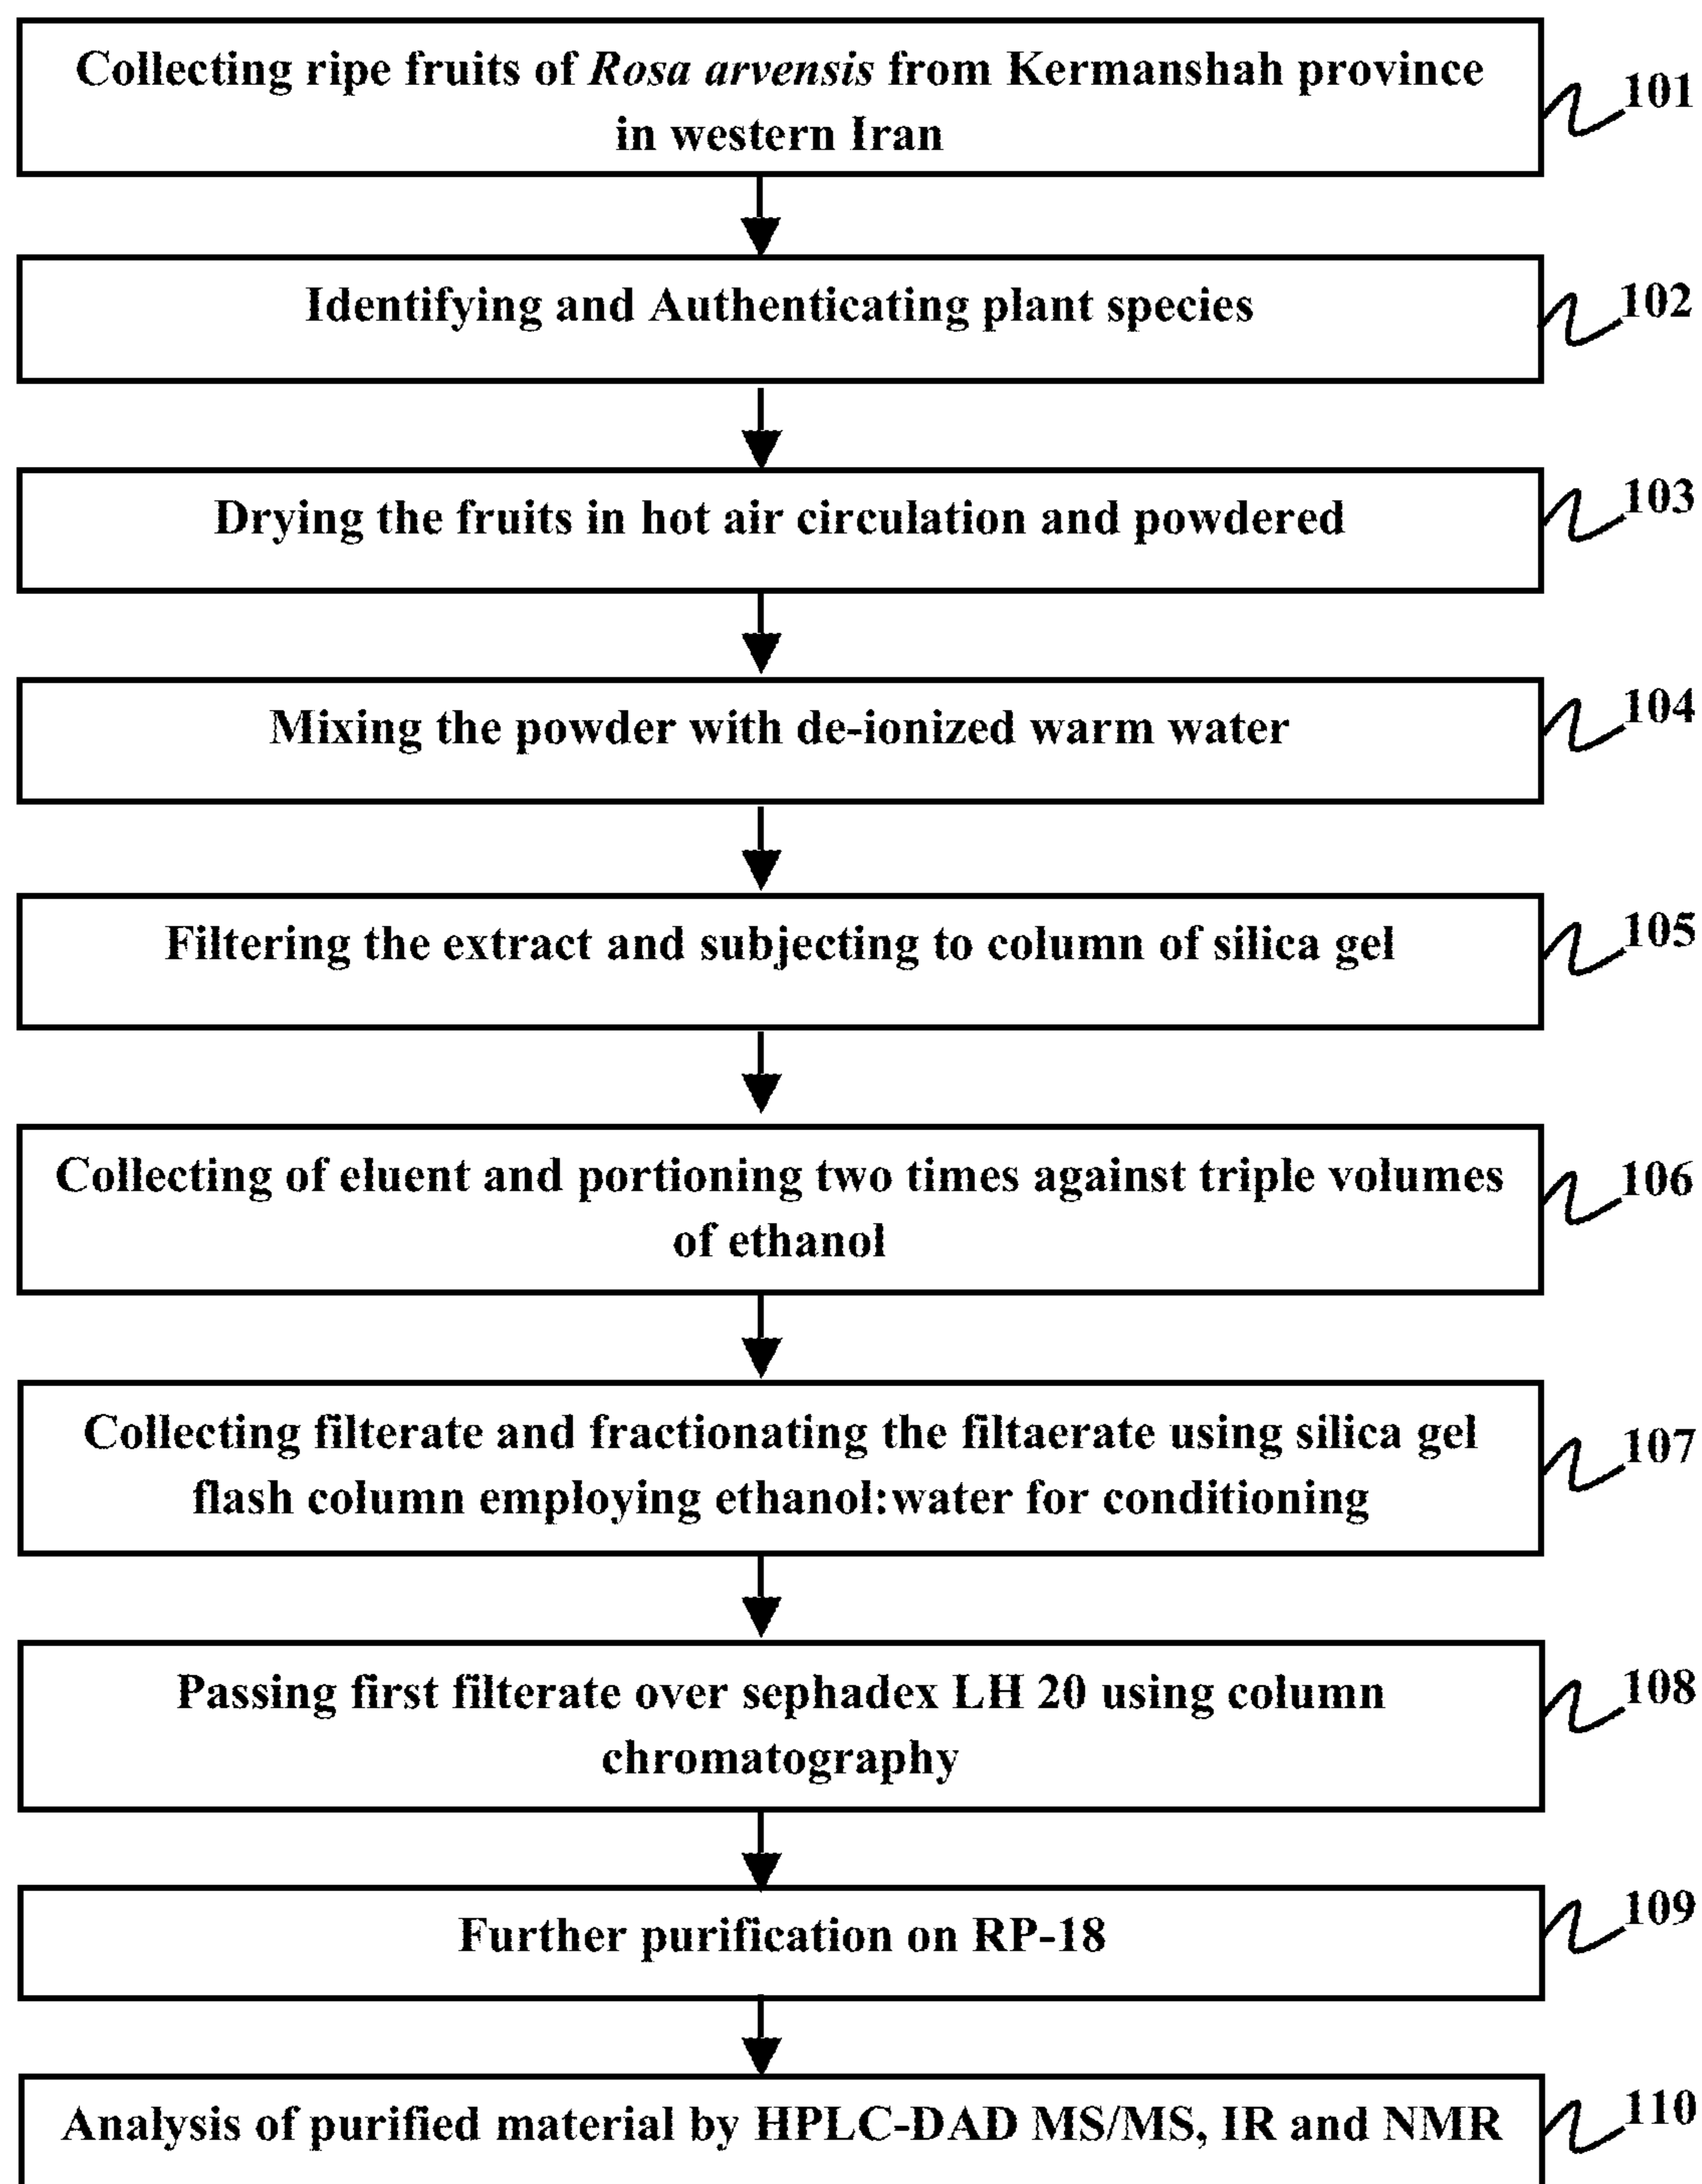 Collecting ripe fruits of Rosa arvensis from Kermanshah province
in western Iran
101
Identifying and Authenticating plant species
102
Drying the fruits in hot air circulation and powdered
103
Mixing the powder with de-ionized warm water
104
Filtering the extract and subjecting to column of silica gel
105
Collecting of eluent and portioning two times against triple volumes
of ethanol
106
Collecting filterate and fractionating the filtaerate using silica gel
flash column employing ethanol:water for conditioning
107
Passing first filterate over sephadex LH 20 using column
chromatography
108
Further purification on RP-18
109
Analysis of purified material by HPLC-DAD MS/MS, IR and NMR
110